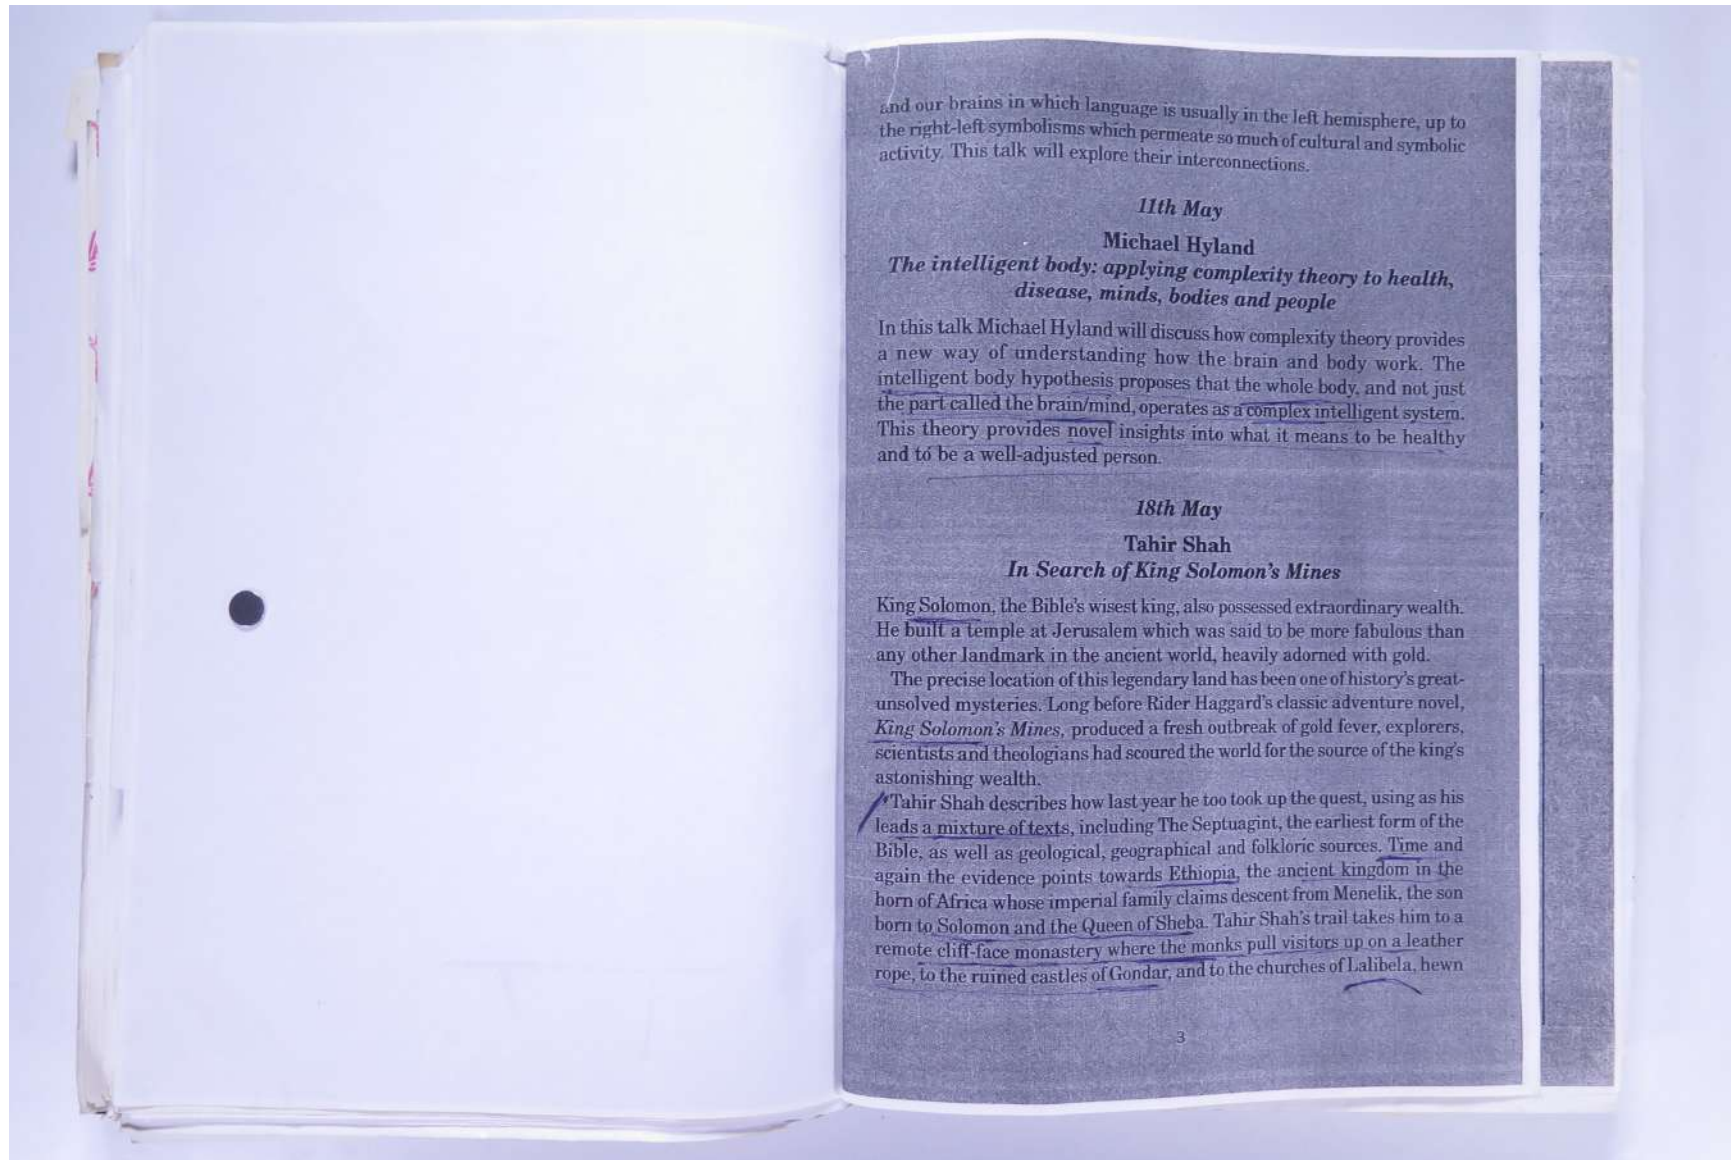 and our brains in which language is usually in the left hemisphere, up to
the right-left symbolisms which permeate so much of cultural and symbolic
activity. This talk will explore their interconnections.
11th May
Michael Hyland
The intelligent body: applying complexity theory to health,
disease, minds, bodies and people
In this talk Michael Hyland will discuss how complexity theory provides
a new way of understanding how the brain and body work. The
intelligent body hypothesis proposes that the whole body, and not just
the part called the brain/mind, operates as a complex intelligent system.
This theory provides novel insights into what it means to be healthy
and to be a well-adjusted person.
18th May
Tahir Shah
In Search of King Solomon's Mines
King Solomon, the Bible's wisest king, also possessed extraordinary wealth.
He built a temple at Jerusalem which was said to be more fabulous than
any other landmark in the ancient world, heavily adorned with gold.
The precise location of this legendary land has been one of history's great-
unsolved mysteries. Long before Rider Haggard's classic adventure novel,
King Solomon's Mines, produced a fresh outbreak of gold fever, explorers,
scientists and theologians had scoured the world for the source of the king's
astonishing wealth.
Tahir Shah describes how last year he too took up the quest, using as his
leads a mixture of texts, including The Septuagint, the earliest form of the
Bible, as well as geological, geographical and folkloric sources. Time and
again the evidence points towards Ethiopia, the ancient kingdom in the
horn of Africa whose imperial family claims descent from Menelik, the son
born to Solomon and the Queen of Sheba. Tahir Shah's trail takes him to a
remote cliff-face monastery where the monks pull visitors up on a leather
rope, to the ruined castles of Gondar, and to the churches of Lalibela, hewn
3